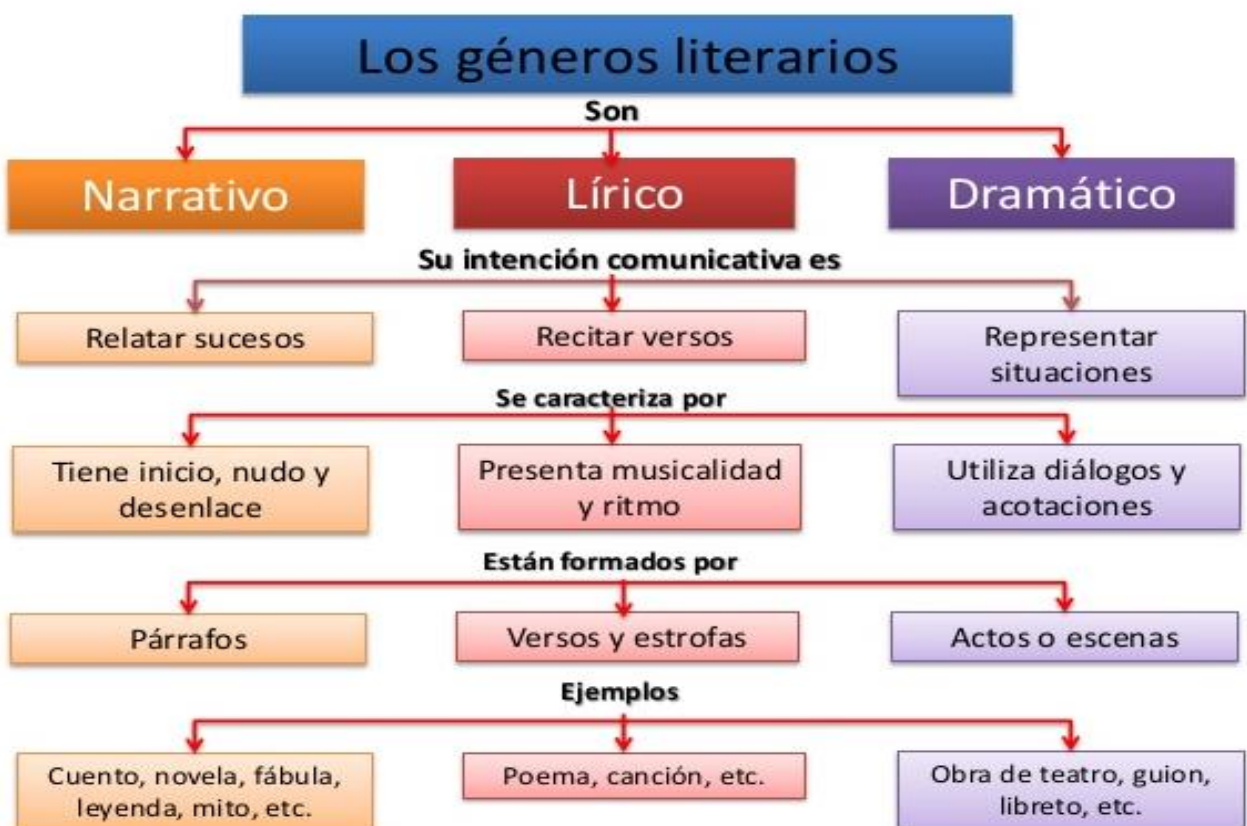 Los géneros literarios
Son
Narrativo
Lírico
Dramático
Su intención comunicativa es
Relatar sucesos
Recitar versos
Representar
situaciones
Se caracteriza por
Tiene inicio, nudo y
desenlace
Presenta musicalidad
y ritmo
Utiliza diálogos y
acotaciones
Están formados por
Párrafos
Versos y estrofas
Actos o escenas
Ejemplos
Cuento, novela, fábula,
leyenda, mito, etc.
Poema, canción, etc.
Obra de teatro, guion,
libreto, etc.